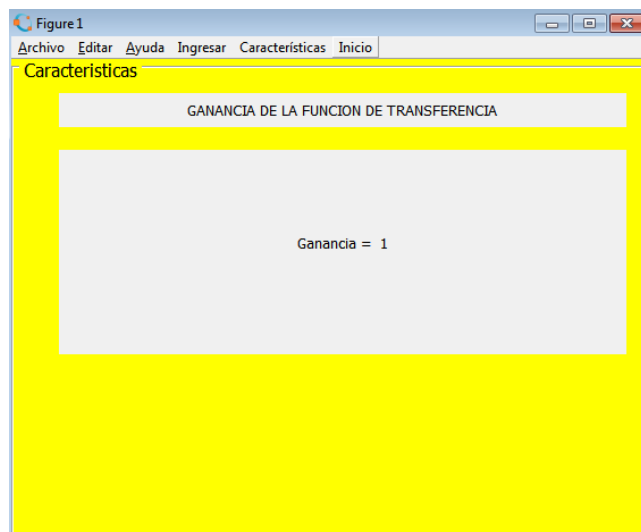 Figure 1
Archivo Editar Ayuda Ingresar Características Inicio
Caracteristicas
GANANCIA DE LA FUNCION DE TRANSFERENCIA
Ganancia = 1